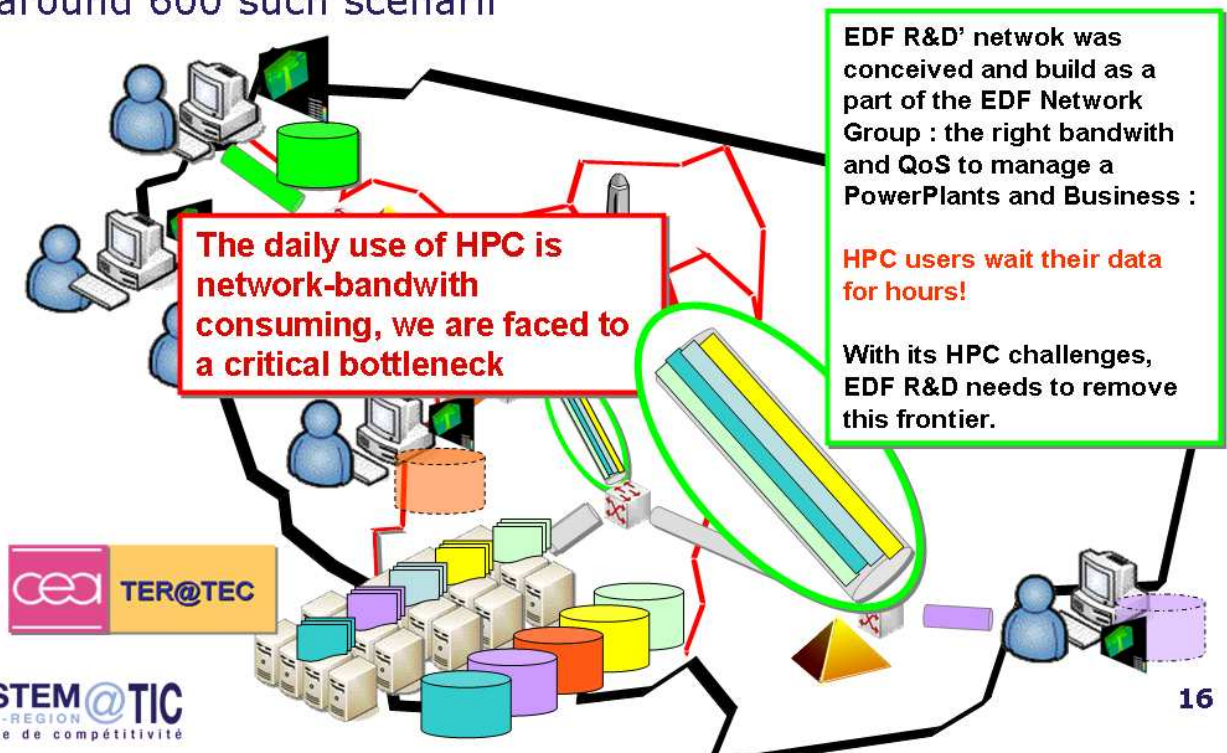 around 600 such scenarii
EDF R&D' netwok was
conceived and build as a
part of the EDF Network
Group : the right bandwith
and QoS to manage a
PowerPlants and Business :
HPC users wait their data
for hours!
With its HPC challenges,
EDF R&D needs to remove
this frontier.
The daily use of HPC is
network-bandwith
consuming, we are faced to
a critical bottleneck
cea TER@TEC
STEM@TIC
-REGION
e de compétitivité
16